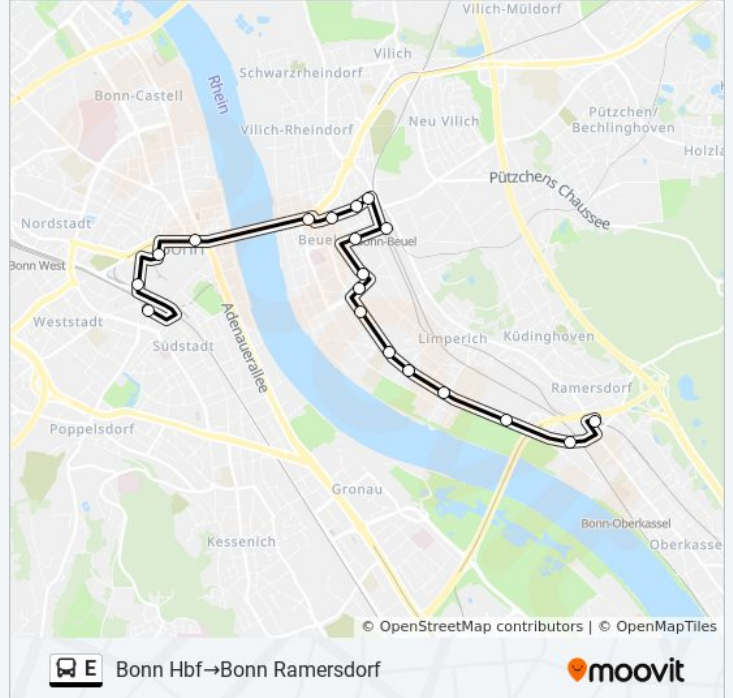 Vilich-Müldorf
Vilich
Schwarzrheindorf
Rhein
Bonn-Castell
Neu Vilich
Pützchen/
Bechlinghoven
Vilich-Rheindorf
Holzla
Pützchens Chaussee
Nordstadt
Bonn
Beuel
Bonn-Beuel
Bonn West
Weststadt
Südstadt
Adenauerallee
Limperich
Küdinghoven
Ramersdorf
Poppelsdorf
Gronau
Bonn-Oberkassel
Kessenich
Oberkasse
© OpenStreetMap contributors | © OpenMapTiles
E Bonn Hbf→Bonn Ramersdorf
moovit